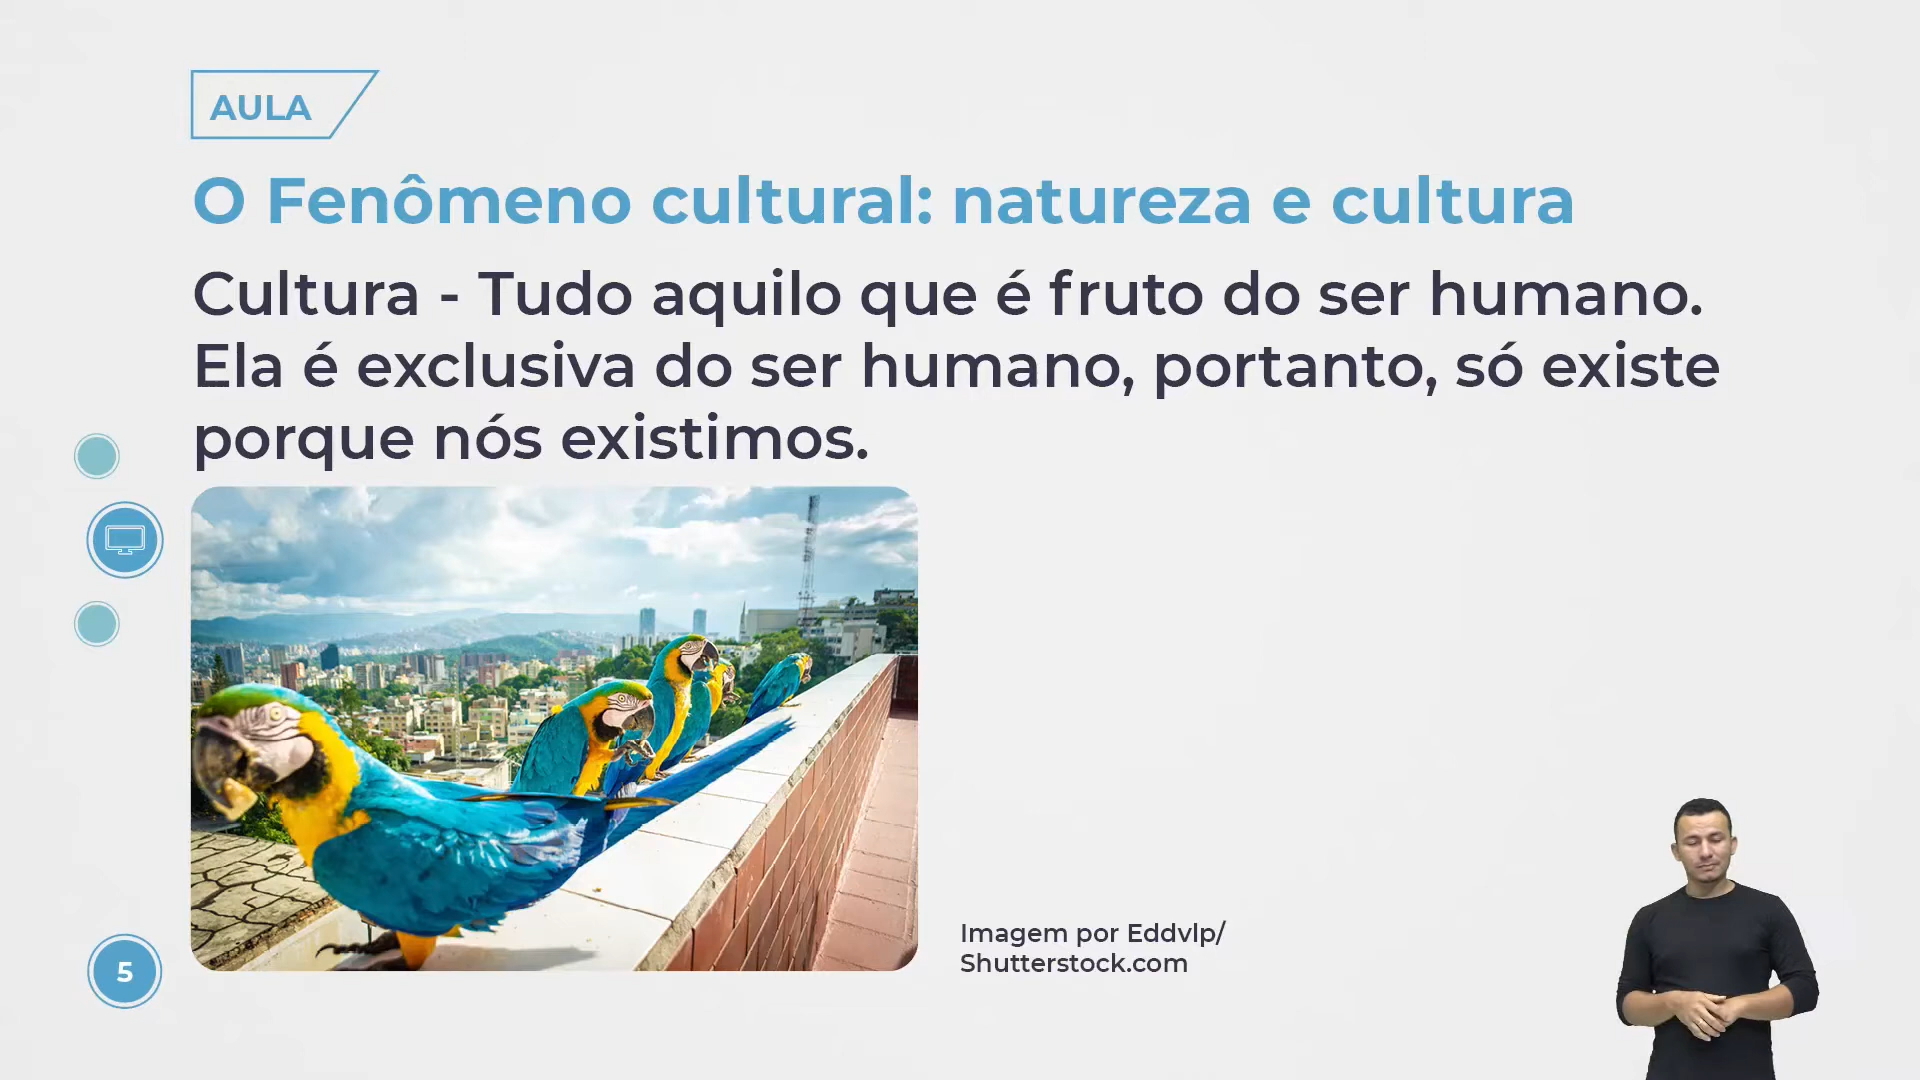 AULA
O Fenômeno cultural: natureza e cultura
Cultura - Tudo aquilo que é fruto do ser humano.
Ela é exclusiva do ser humano, portanto, só existe
porque nós existimos.
Imagem por Eddvlp/
Shutterstock.com
5